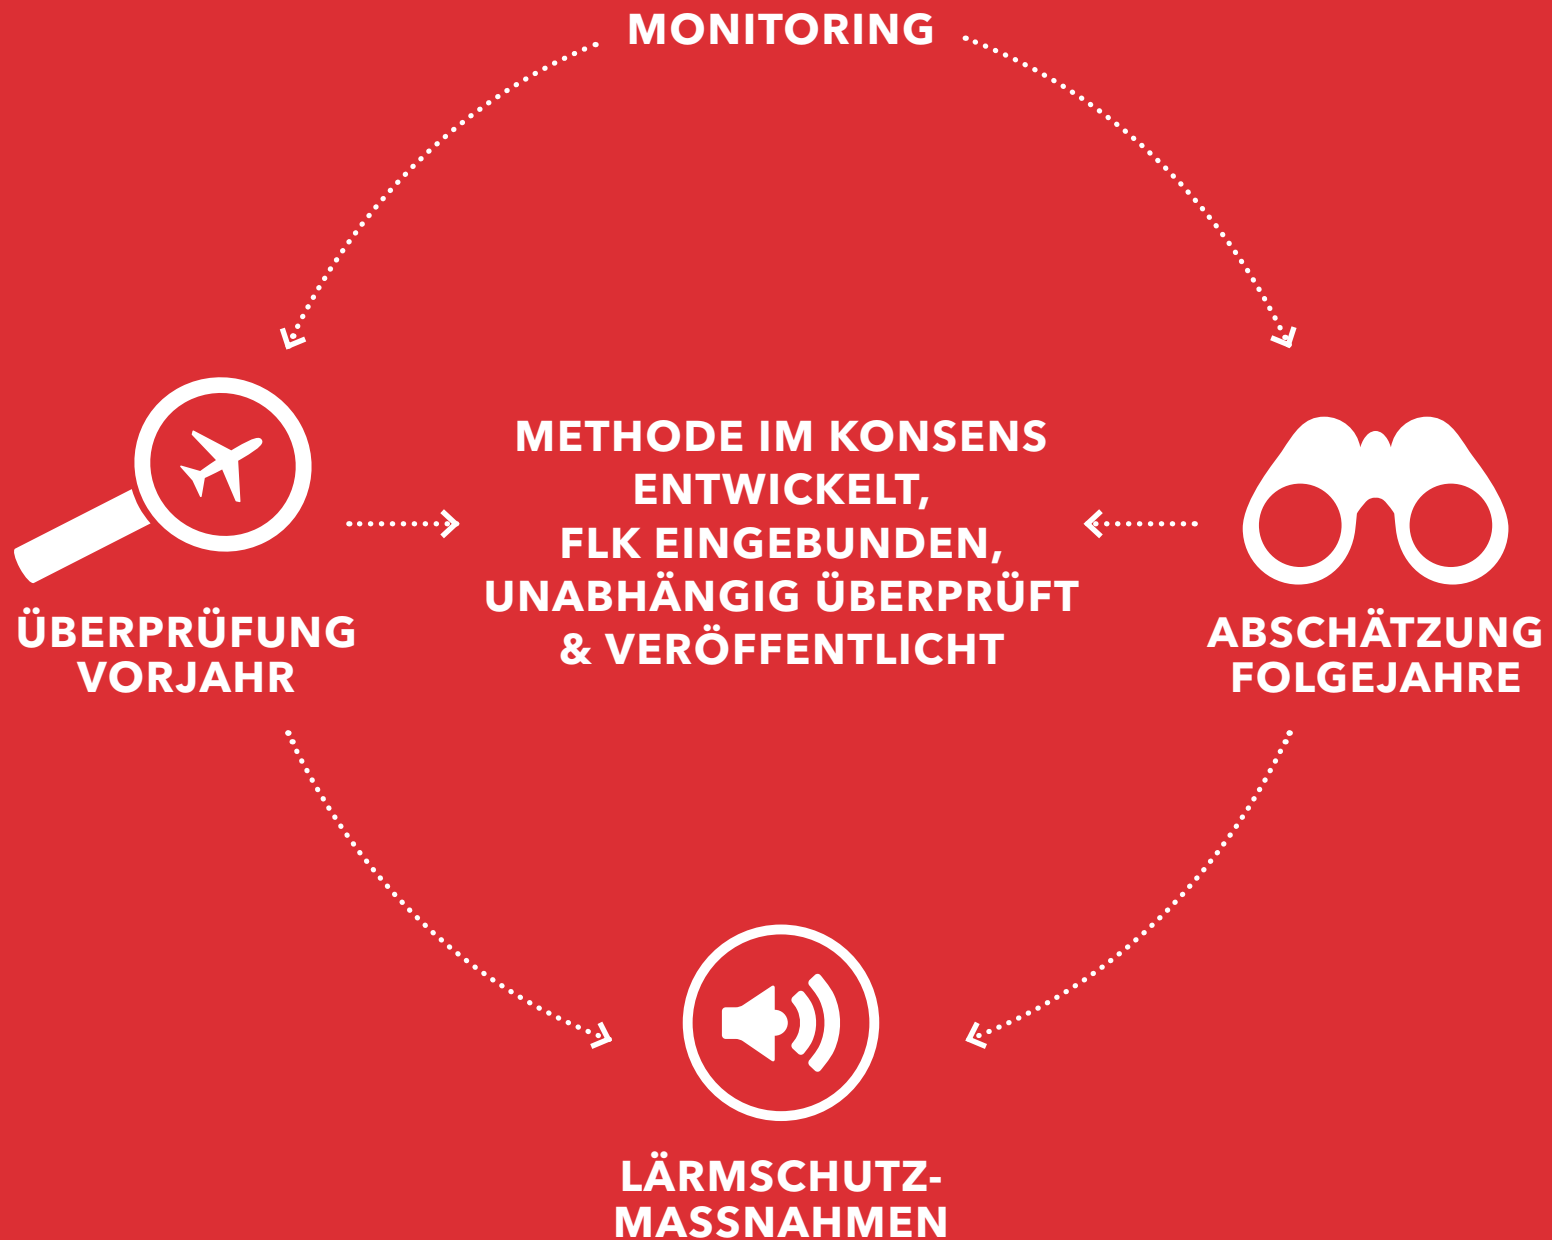 MONITORING
METHODE IM KONSENS
ENTWICKELT,
FLK EINGEBUNDEN,
UNABHÄNGIG ÜBERPRÜFT
& VERÖFFENTLICHT
ÜBERPRÜFUNG
VORJAHR
ABSCHÄTZUNG
FOLGEJAHRE
LÄRMSCHUTZ-
MASSNAHMEN